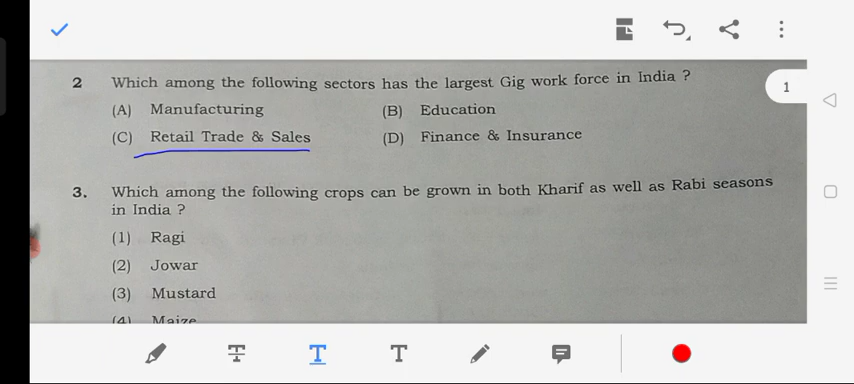 1
2 Which among the following sectors has the largest Gig work force in India ?
(A) Manufacturing (B) Education
(C) Retail Trade & Sales (D) Finance & Insurance
3. Which among the following crops can be grown in both Kharif as well as Rabi seasons
in India ?
(1) Ragi
(2) Jowar
(3) Mustard
(4) Maize
T T T